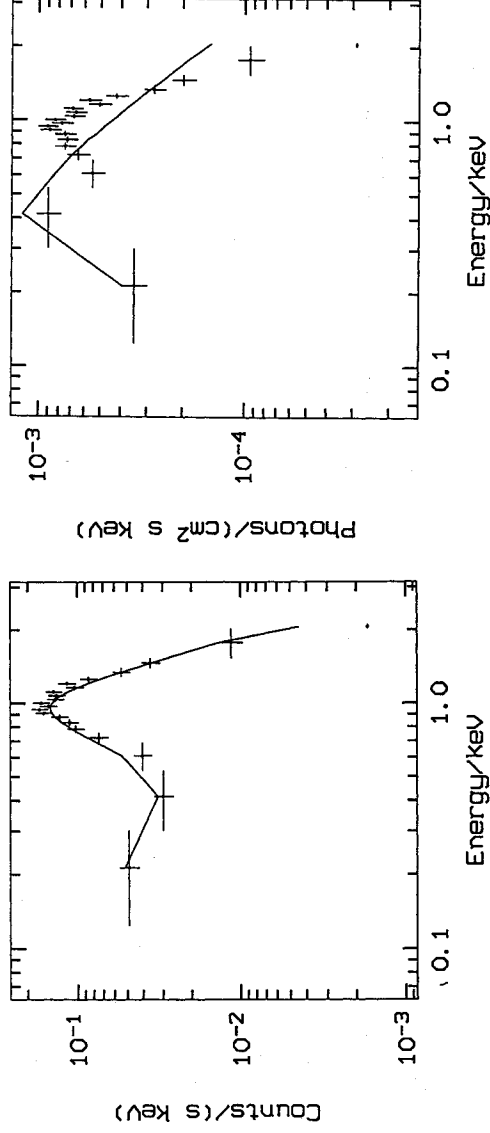 Counts/(s keV)
10⁻¹
10⁻²
10⁻³
0.1
1.0
Energy/keV
Photons/(cm² s keV)
10⁻³
10⁻⁴
0.1
1.0
Energy/keV